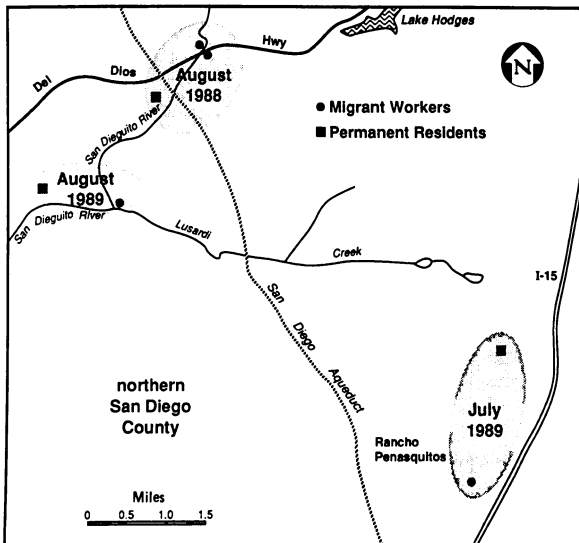 Lake Hodges
Del Dios Hwy
August
1988
N
● Migrant Workers
■ Permanent Residents
San Dieguito River
August
1989
San Dieguito River
Lusardi Creek
I-15
San Diego Aqueduct
northern
San Diego
County
July
1989
Rancho
Penasquitos
Miles
0 0.5 1.0 1.5